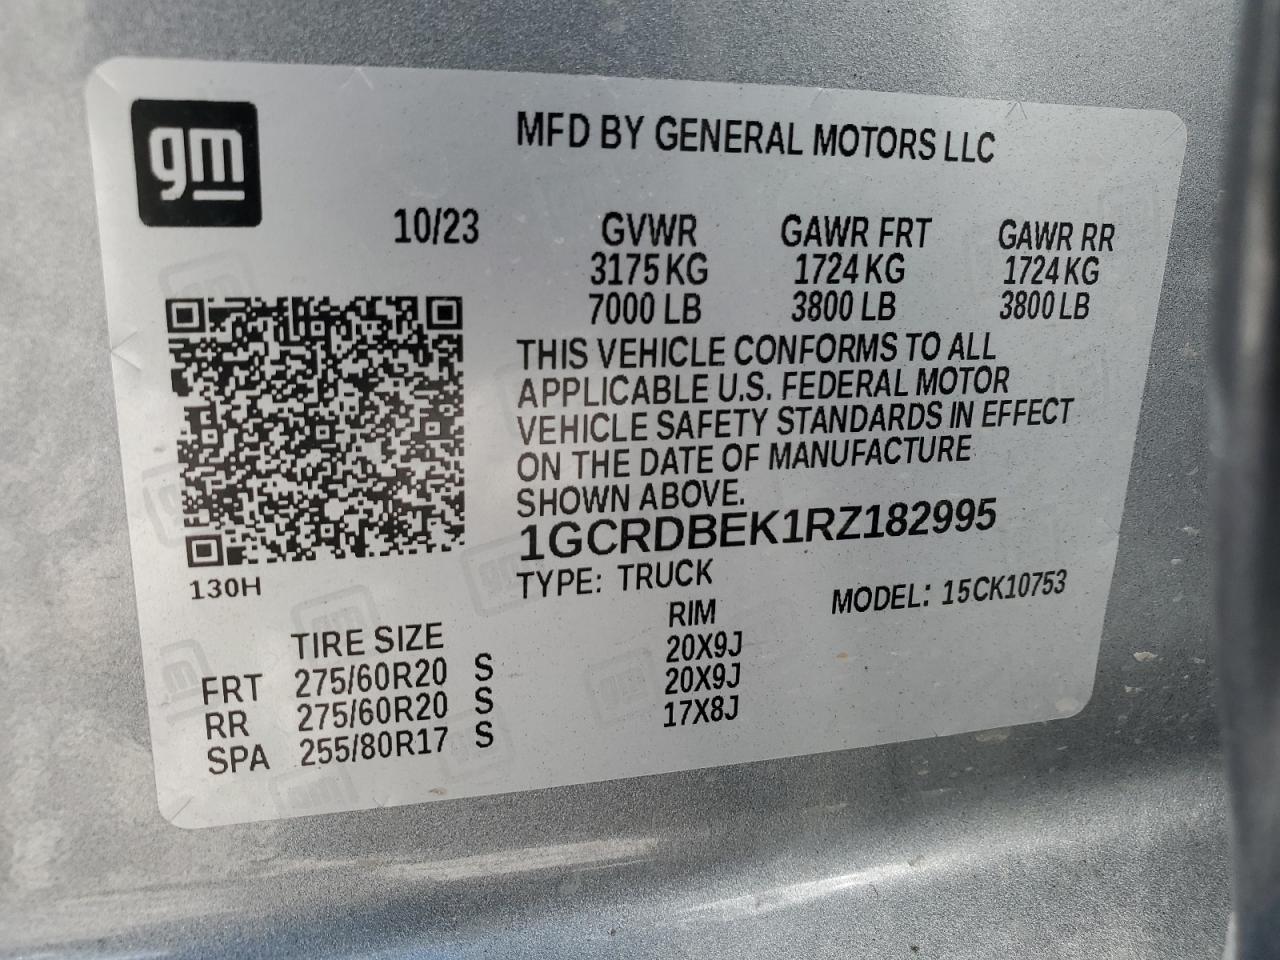 gm
MFD BY GENERAL MOTORS LLC
10/23 GVWR GAWR FRT GAWR RR
3175 KG 1724 KG 1724 KG
7000 LB 3800 LB 3800 LB
THIS VEHICLE CONFORMS TO ALL
APPLICABLE U.S. FEDERAL MOTOR
VEHICLE SAFETY STANDARDS IN EFFECT
ON THE DATE OF MANUFACTURE
SHOWN ABOVE.
1GCRDBEK1RZ182995
130H
TYPE: TRUCK MODEL: 15CK10753
TIRE SIZE RIM
FRT 275/60R20 S 20X9J
RR 275/60R20 S 20X9J
SPA 255/80R17 S 17X8J